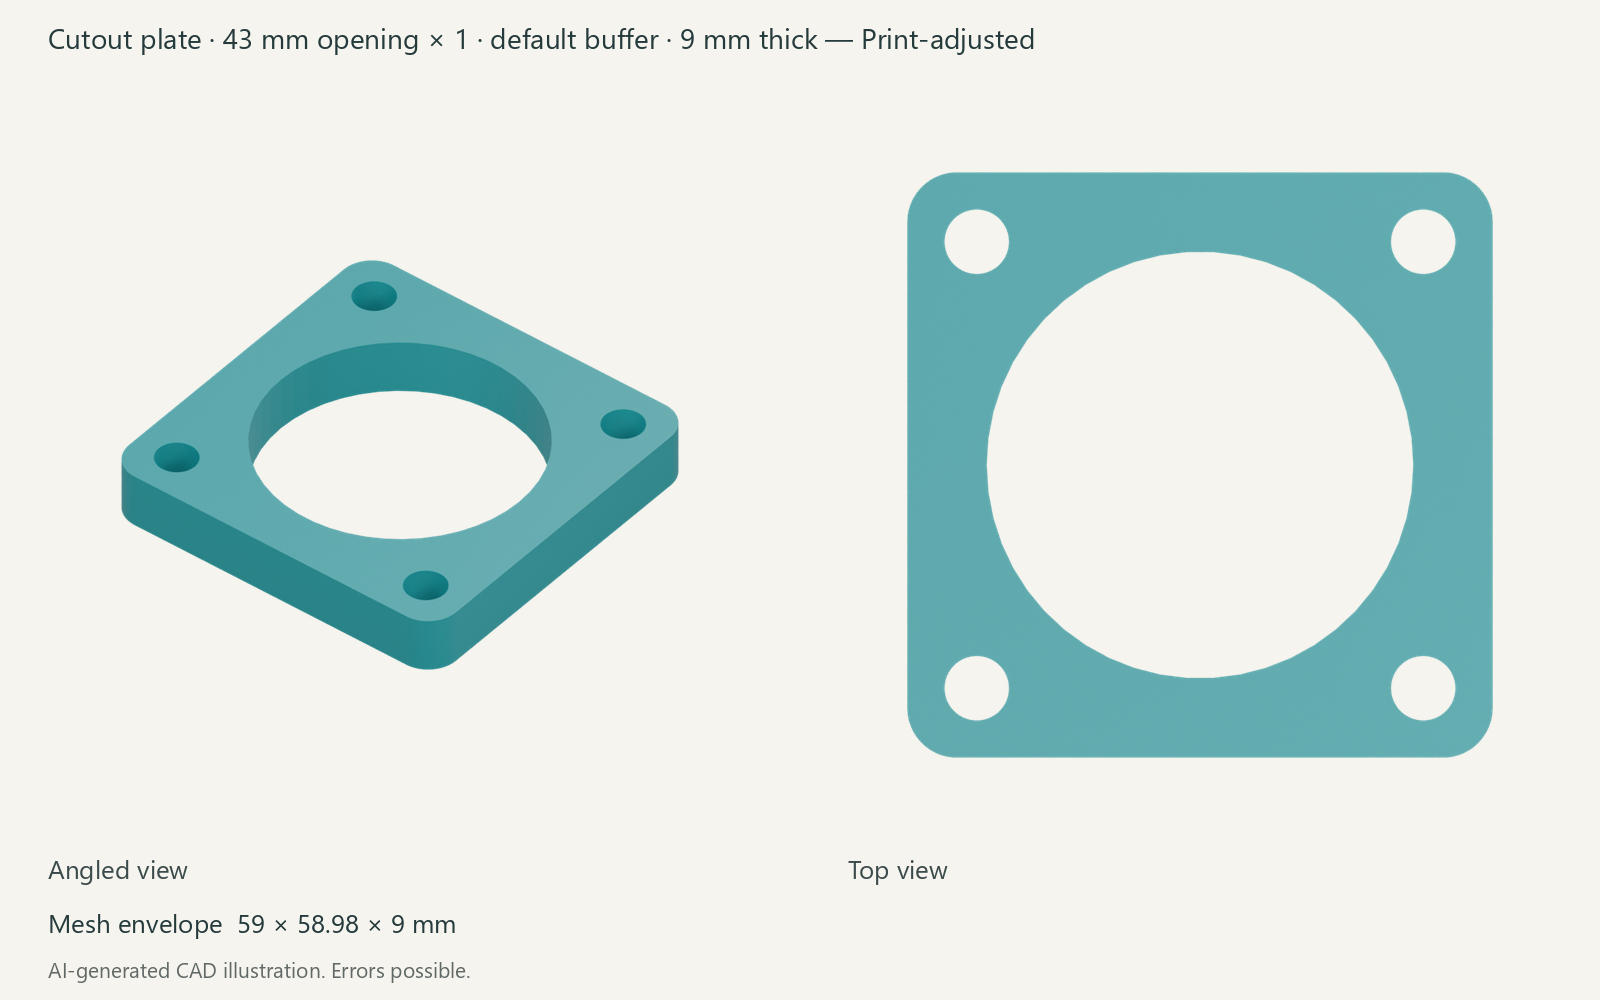 Cutout plate · 43 mm opening × 1 · default buffer · 9 mm thick — Print-adjusted
Angled view
Top view
Mesh envelope 59 × 58.98 × 9 mm
AI-generated CAD illustration. Errors possible.